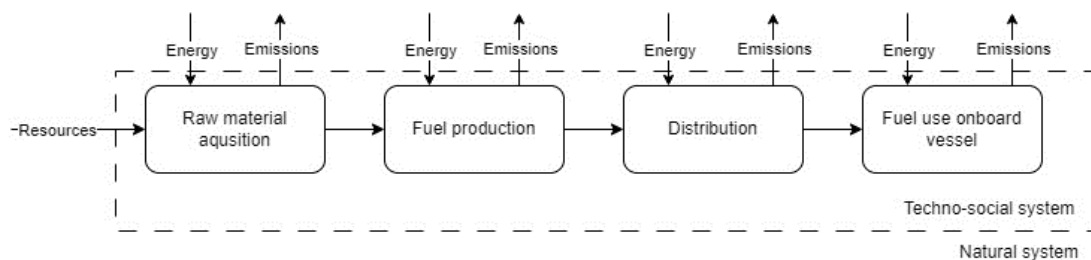 Energy Emissions Energy Emissions Energy Emissions Energy Emissions
Resources
Raw material
aqusition
Fuel production
Distribution
Fuel use onboard
vessel
Techno-social system
Natural system